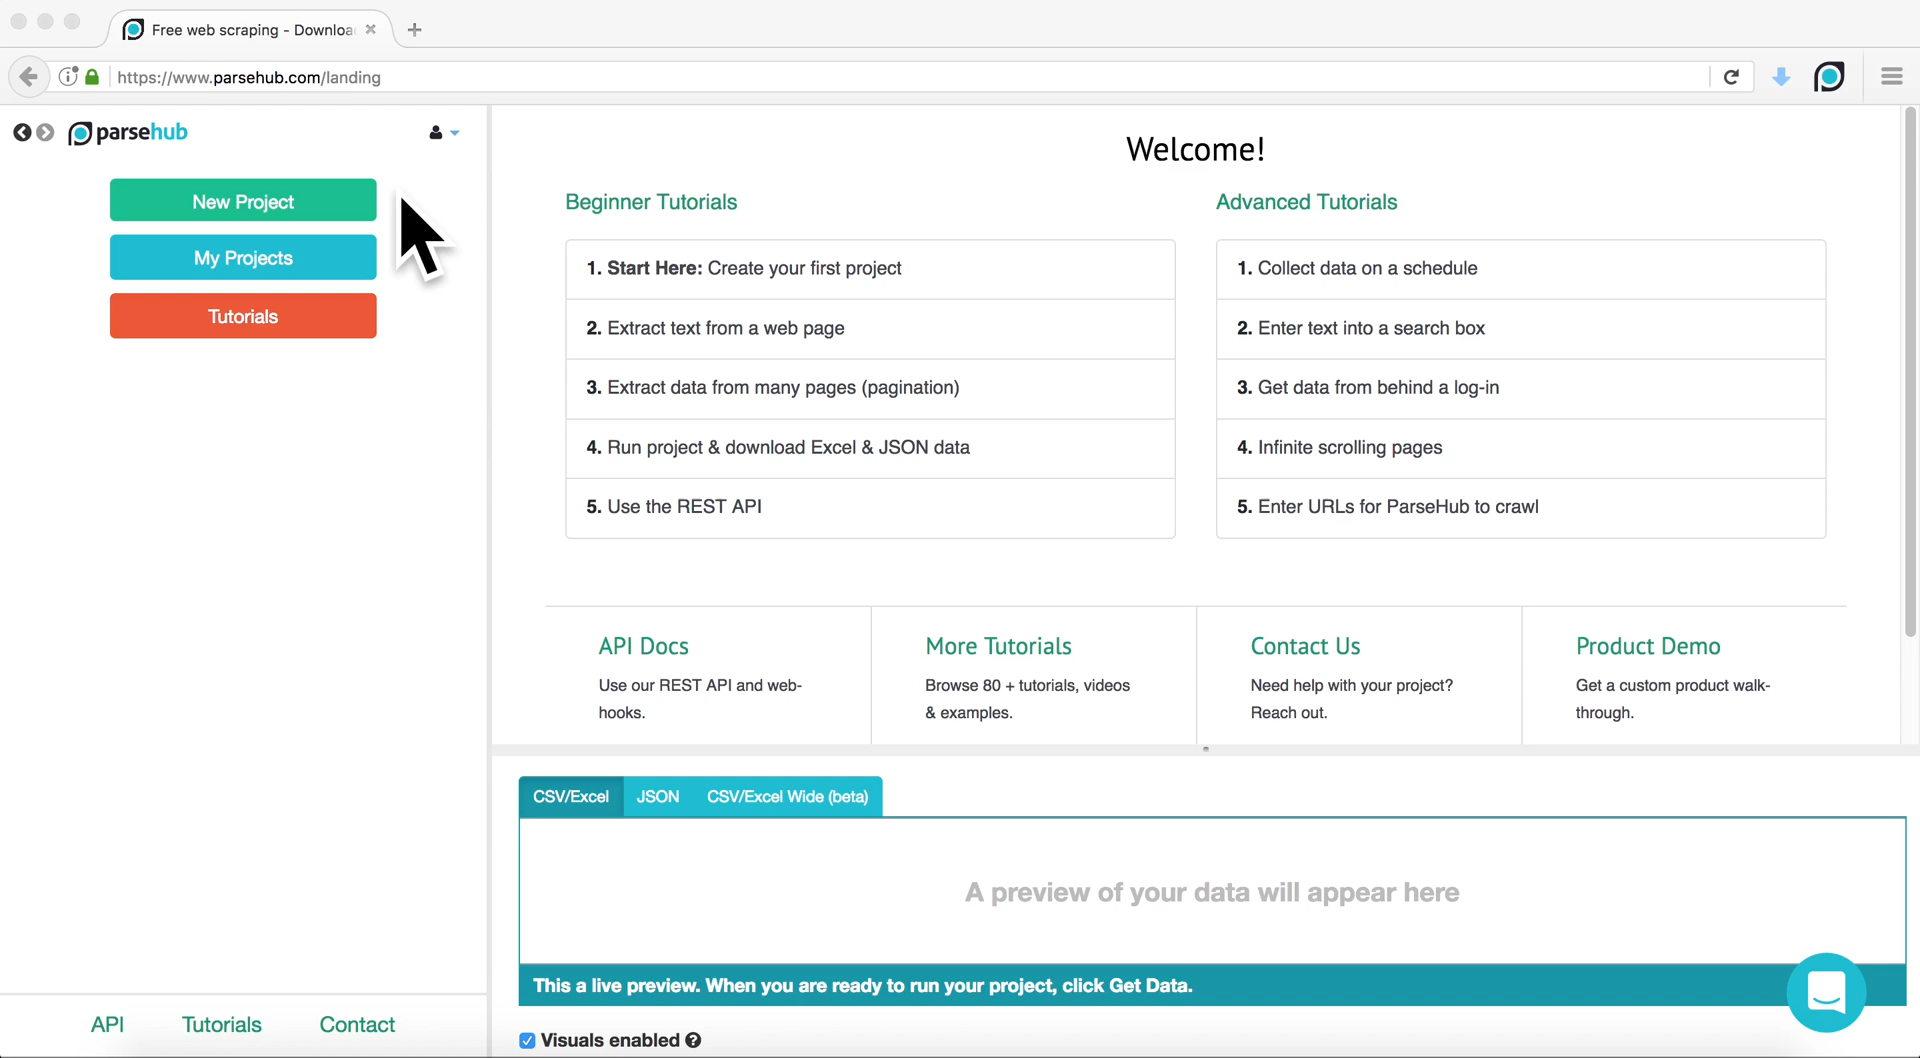 Free web scraping - Downloa
https://www.parsehub.com/landing
parsehub
New Project
My Projects
Tutorials
Welcome!
Beginner Tutorials
1. Start Here: Create your first project
2. Extract text from a web page
3. Extract data from many pages (pagination)
4. Run project & download Excel & JSON data
5. Use the REST API
Advanced Tutorials
1. Collect data on a schedule
2. Enter text into a search box
3. Get data from behind a log-in
4. Infinite scrolling pages
5. Enter URLs for ParseHub to crawl
API Docs
Use our REST API and web-
hooks.
More Tutorials
Browse 80 + tutorials, videos
& examples.
Contact Us
Need help with your project?
Reach out.
Product Demo
Get a custom product walk-
through.
CSV/Excel JSON CSV/Excel Wide (beta)
A preview of your data will appear here
This a live preview. When you are ready to run your project, click Get Data.
Visuals enabled
API Tutorials Contact